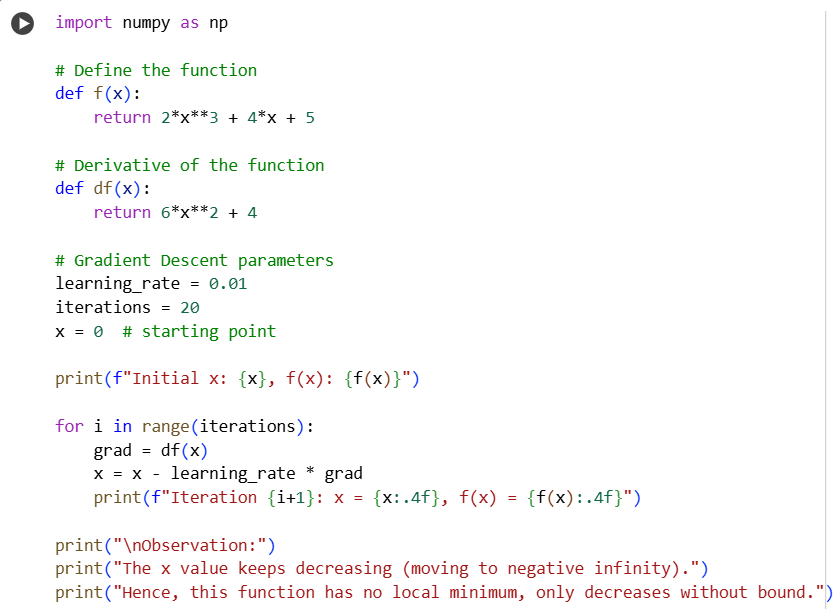 import numpy as np
# Define the function
def f(x):
    return 2*x**3 + 4*x + 5
# Derivative of the function
def df(x):
    return 6*x**2 + 4
# Gradient Descent parameters
learning_rate = 0.01
iterations = 20
x = 0  # starting point
print(f"Initial x: {x}, f(x): {f(x)}")
for i in range(iterations):
    grad = df(x)
    x = x - learning_rate * grad
    print(f"Iteration {i+1}: x = {x:.4f}, f(x) = {f(x):.4f}")
print("\nObservation:")
print("The x value keeps decreasing (moving to negative infinity).")
print("Hence, this function has no local minimum, only decreases without bound.")